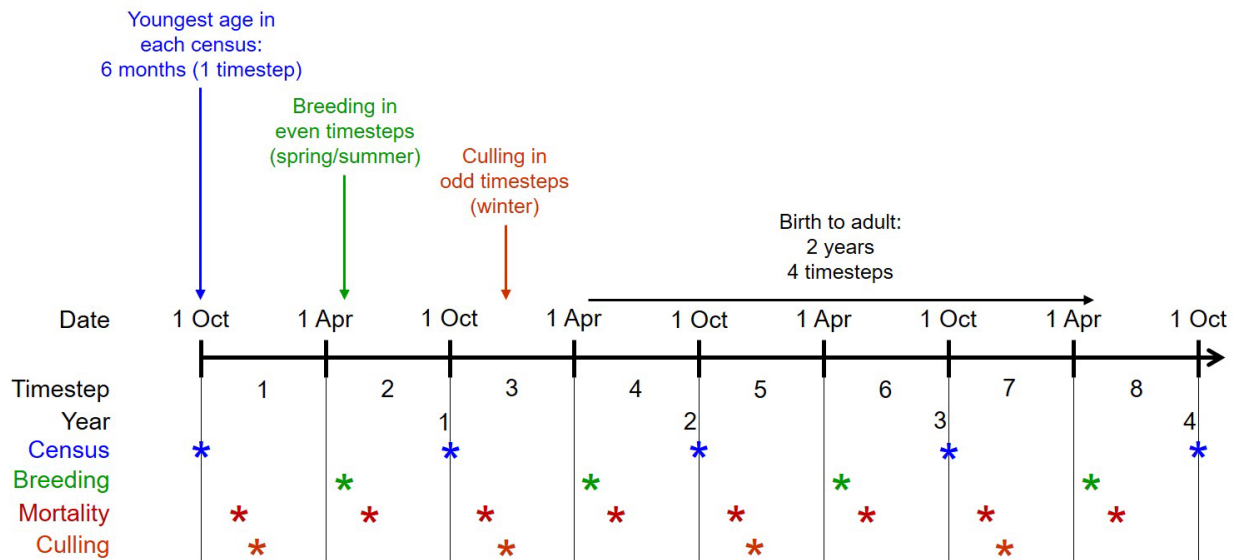 Youngest age in
each census:
6 months (1 timestep)
Breeding in
even timesteps
(spring/summer)
Culling in
odd timesteps
(winter)
Birth to adult:
2 years
4 timesteps
Date 1 Oct 1 Apr 1 Oct 1 Apr 1 Oct 1 Apr 1 Oct 1 Apr 1 Oct
Timestep 1 2 3 4 5 6 7 8
Year 1 2 3 4
Census * * * * *
Breeding * * * *
Mortality * * * * * * * *
Culling * * * *